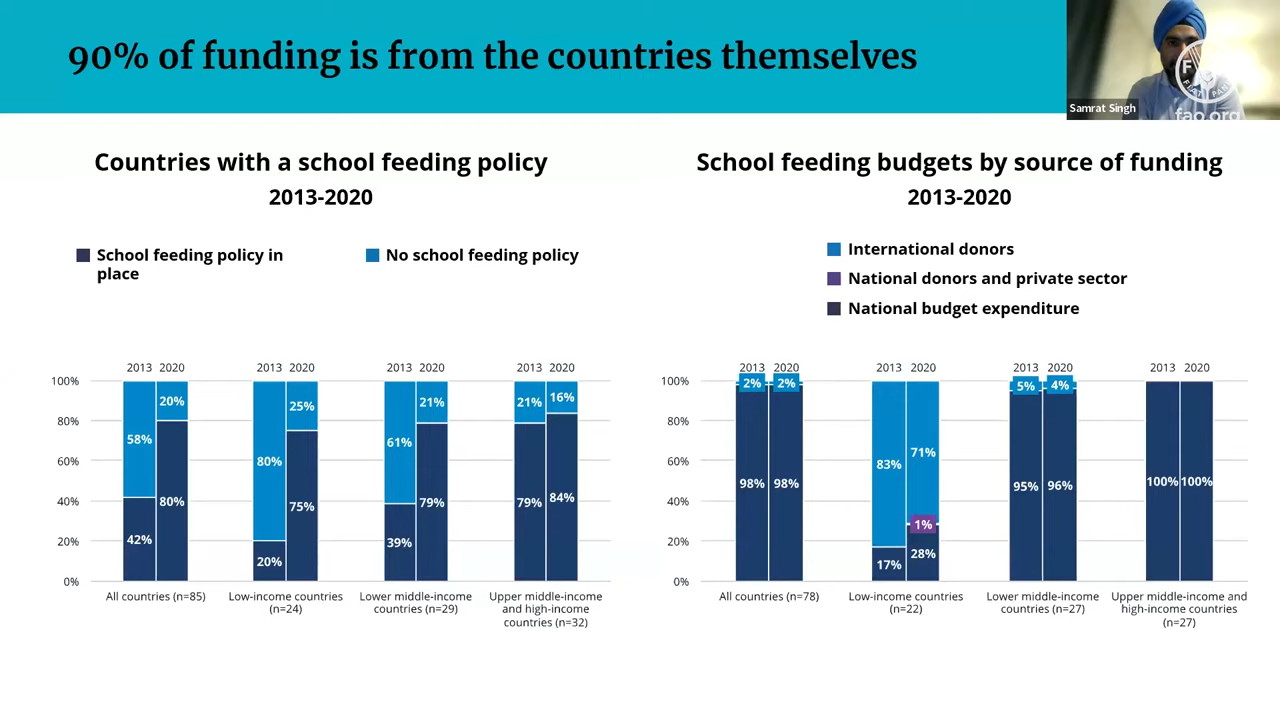 90% of funding is from the countries themselves
Samrat Singh
FIAT PANIS
fao.org
Countries with a school feeding policy
2013-2020
School feeding policy in
place
No school feeding policy
2013 2020 2013 2020 2013 2020 2013 2020
100%
80%
60%
40%
20%
0%
58%
42%
20%
80%
80%
20%
25%
75%
61%
39%
21%
79%
21%
79%
16%
84%
All countries (n=85)
Low-income countries
(n=24)
Lower middle-income
countries (n=29)
Upper middle-income
and high-income
countries (n=32)
School feeding budgets by source of funding
2013-2020
International donors
National donors and private sector
National budget expenditure
2013 2020 2013 2020 2013 2020 2013 2020
100%
80%
60%
40%
20%
0%
2%
98%
2%
98%
83%
17%
71%
1%
28%
5%
95%
4%
96%
100%
100%
All countries (n=78)
Low-income countries
(n=22)
Lower middle-income
countries (n=27)
Upper middle-income and
high-income countries
(n=27)